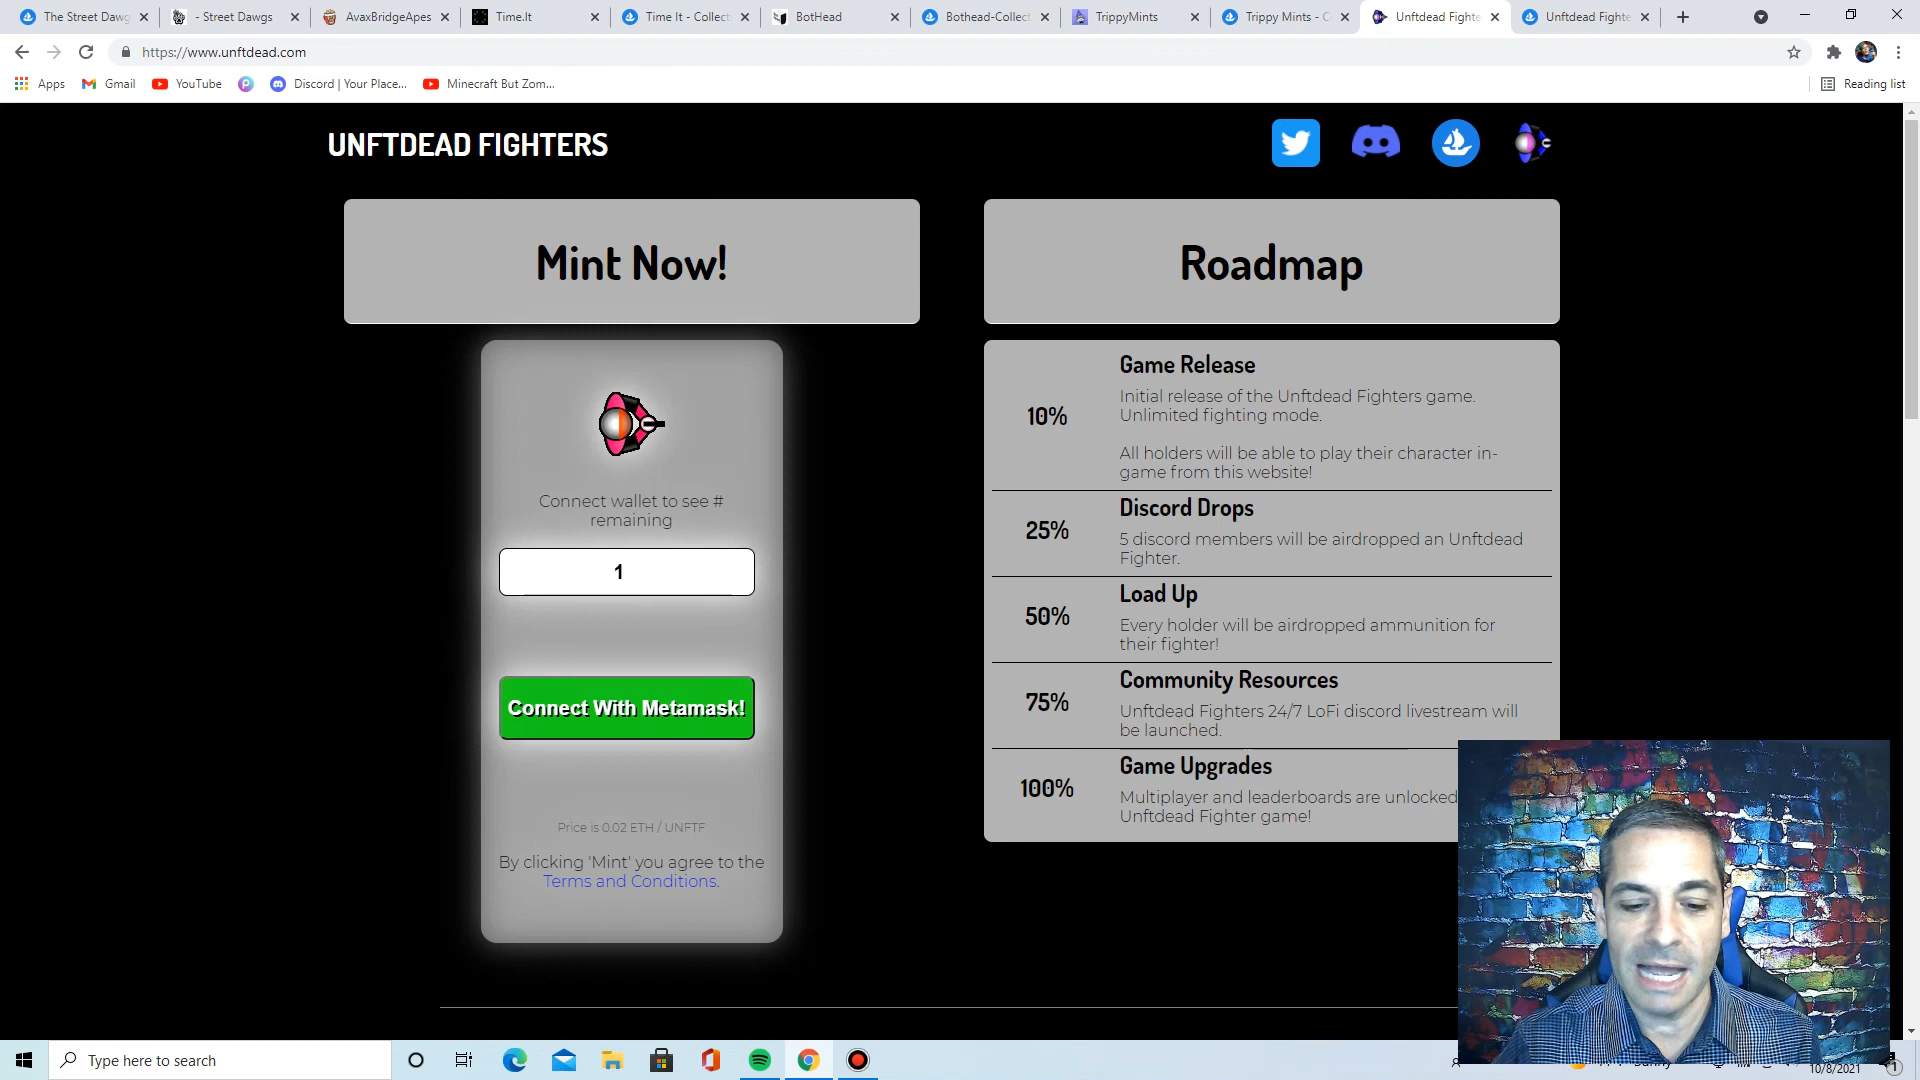 The Street Dawg
- Street Dawgs
AvaxBridgeApes
Time.It
Time It - Collect
BotHead
Bothead-Collect
TrippyMints
Trippy Mints - C
Unftdead Fighte
Unftdead Fighte
https://www.unftdead.com
Apps
Gmail
YouTube
Discord | Your Place...
Minecraft But Zom...
Reading list
UNFTDEAD FIGHTERS
Mint Now!
Connect wallet to see #
remaining
1
Connect With Metamask!
Price is 0.02 ETH / UNFTF
By clicking 'Mint' you agree to the
Terms and Conditions.
Roadmap
10%
Game Release
Initial release of the Unftdead Fighters game.
Unlimited fighting mode.
All holders will be able to play their character in-
game from this website!
25%
Discord Drops
5 discord members will be airdropped an Unftdead
Fighter.
50%
Load Up
Every holder will be airdropped ammunition for
their fighter!
75%
Community Resources
Unftdead Fighters 24/7 LoFi discord livestream will
be launched.
100%
Game Upgrades
Multiplayer and leaderboards are unlocked
Unftdead Fighter game!
Type here to search
10/8/2021
1